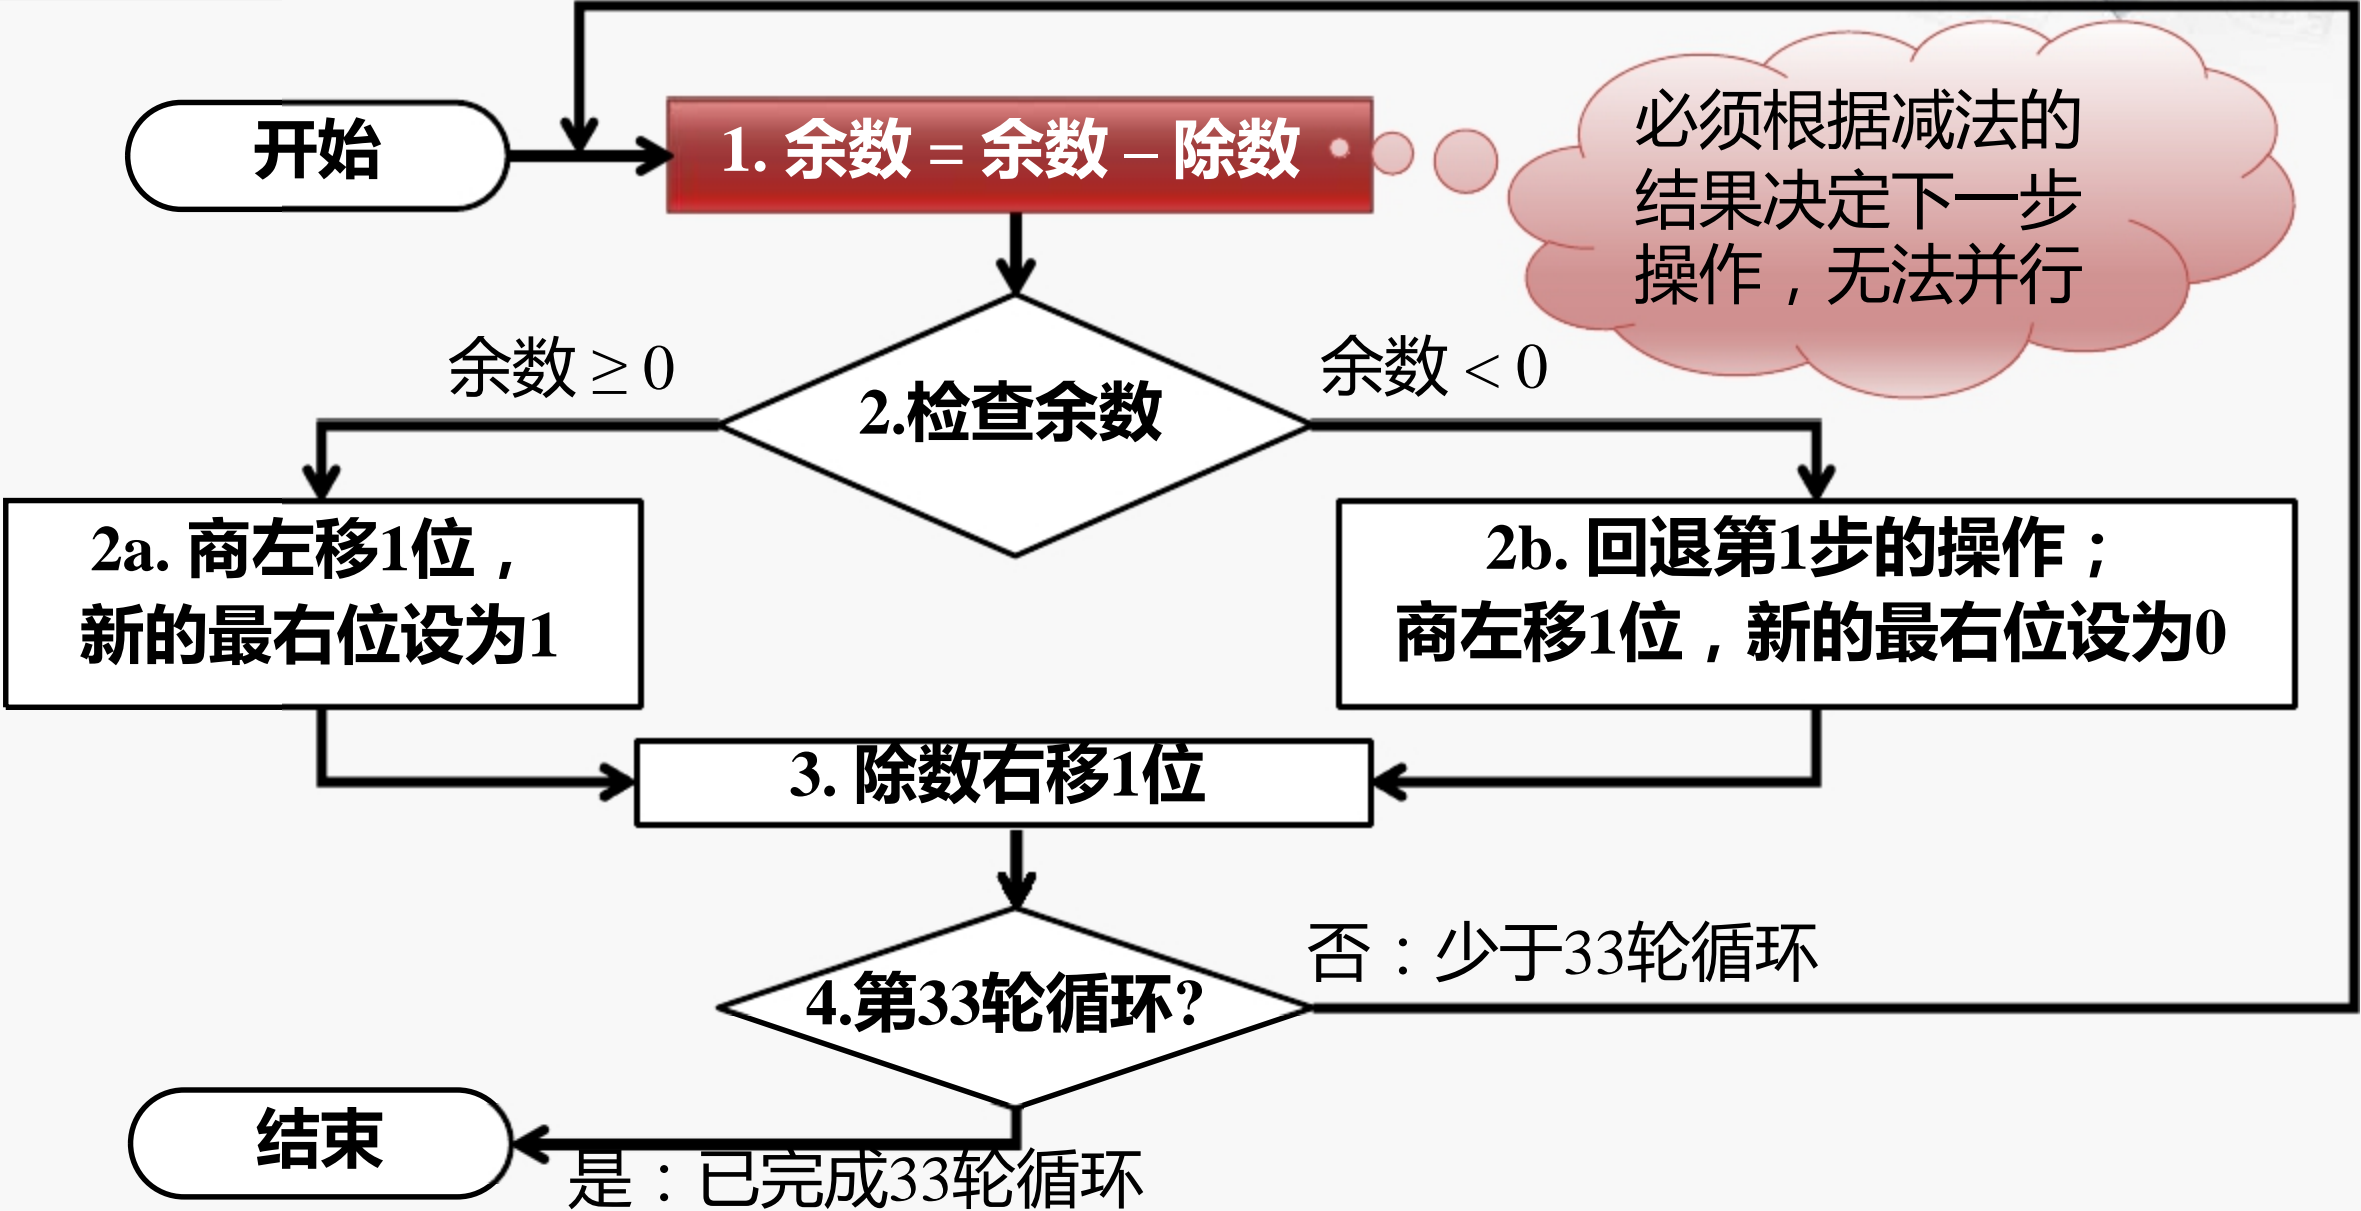 开始
1. 余数 = 余数 – 除数
必须根据减法的
结果决定下一步
操作，无法并行
余数 ≥ 0
2.检查余数
余数 < 0
2a. 商左移1位，
新的最右位设为1
2b. 回退第1步的操作；
商左移1位，新的最右位设为0
3. 除数右移1位
4.第33轮循环?
否：少于33轮循环
结束
是：已完成33轮循环